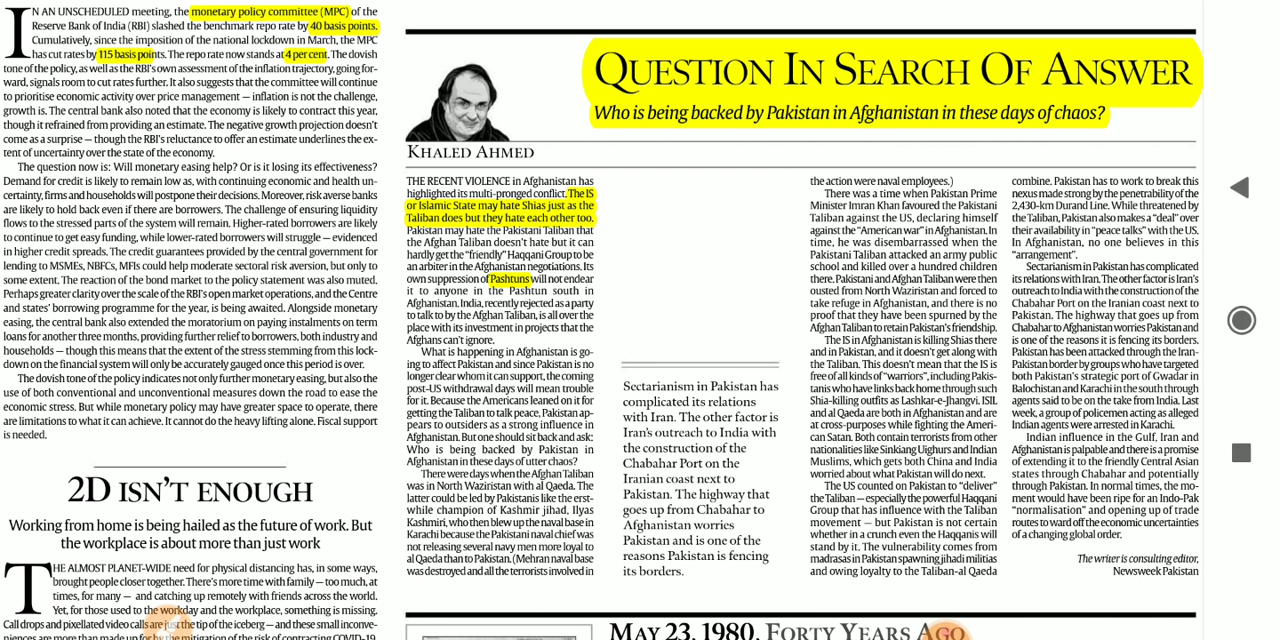 IN AN UNSCHEDULED meeting, the monetary policy committee (MPC) of the
Reserve Bank of India (RBI) slashed the benchmark repo rate by 40 basis points.
Cumulatively, since the imposition of the national lockdown in March, the MPC
has cut rates by 115 basis points. The repo rate now stands at 4 per cent. The dovish
tone of the policy, as well as the RBI's own assessment of the inflation trajectory, going for-
ward, signals room to cut rates further. It also suggests that the committee will continue
to prioritise economic activity over price management — inflation is not the challenge,
growth is. The central bank also noted that the economy is likely to contract this year,
though it refrained from providing an estimate. The negative growth projection doesn't
come as a surprise — though the RBI's reluctance to offer an estimate underlines the ex-
tent of uncertainty over the state of the economy.
The question now is: Will monetary easing help? Or is it losing its effectiveness?
Demand for credit is likely to remain low as, with continuing economic and health un-
certainty, firms and households will postpone their decisions. Moreover, risk averse banks
are likely to hold back even if there are borrowers. The challenge of ensuring liquidity
flows to the stressed parts of the system will remain. Higher-rated borrowers are likely
to continue to get easy funding, while lower-rated borrowers will struggle — evidenced
in higher credit spreads. The credit guarantees provided by the central government for
lending to MSMEs, NBFCs, MFIs could help moderate sectoral risk aversion, but only to
some extent. The reaction of the bond market to the policy statement was also muted.
Perhaps greater clarity over the scale of the RBI's open market operations, and the Centre
and states' borrowing programme for the year, is being awaited. Alongside monetary
easing, the central bank also extended the moratorium on paying instalments on term
loans for another three months, providing further relief to borrowers, both industry and
households — though this means that the extent of the stress stemming from this lock-
down on the financial system will only be accurately gauged once this period is over.
The dovish tone of the policy indicates not only further monetary easing, but also the
use of both conventional and unconventional measures down the road to ease the
economic stress. But while monetary policy may have greater space to operate, there
are limitations to what it can achieve. It cannot do the heavy lifting alone. Fiscal support
is needed.
2D ISN'T ENOUGH
Working from home is being hailed as the future of work. But
the workplace is about more than just work
THE ALMOST PLANET-WIDE need for physical distancing has, in some ways,
brought people closer together. There's more time with family — too much, at
times, for many — and catching up remotely with friends across the world.
Yet, for those used to the workday and the workplace, something is missing.
Call drops and pixellated video calls are just the tip of the iceberg — and these small inconve-
niences are more than made up for by the mitigation of the risk of contracting COVID-19.
QUESTION IN SEARCH OF ANSWER
Who is being backed by Pakistan in Afghanistan in these days of chaos?
KHALED AHMED
THE RECENT VIOLENCE in Afghanistan has
highlighted its multi-pronged conflict. The IS
or Islamic State may hate Shias just as the
Taliban does but they hate each other too.
Pakistan may hate the Pakistani Taliban that
the Afghan Taliban doesn't hate but it can
hardly get the "friendly" Haqqani Group to be
an arbiter in the Afghan negotiations. Its
own suppression of Pashtuns will not endear
it to anyone in the Pashtun south in
Afghanistan. India, recently rejected as a party
to talk to by the Afghan Taliban, is all over the
place with its investment in projects that the
Afghans can't ignore.
What is happening in Afghanistan is go-
ing to affect Pakistan and since Pakistan is no
longer clear whom it can support, the coming
post-US withdrawal days will mean trouble
for it. Because the Americans leaned on it for
getting the Taliban to talk peace, Pakistan ap-
pears to outsiders as a strong influence in
Afghanistan. But one should sit back and ask:
Who is being backed by Pakistan in
Afghanistan in these days of utter chaos?
There were days when the Afghan Taliban
was in North Waziristan with al Qaeda. The
latter could be led by Pakistanis like the erst-
while champion of Kashmir jihad, Ilyas
Kashmiri, who then blew up the naval base in
Karachi because the Pakistani naval chief was
not releasing several navy men more loyal to
al Qaeda than to Pakistan. (Mehran naval base
was destroyed and all the terrorists involved in
Sectarianism in Pakistan has
complicated its relations
with Iran. The other factor is
Iran's outreach to India with
the construction of the
Chabahar Port on the
Iranian coast next to
Pakistan. The highway that
goes up from Chabahar to
Afghanistan worries
Pakistan and is one of the
reasons Pakistan is fencing
its borders.
the action were naval employees.)
There was a time when Pakistan Prime
Minister Imran Khan favoured the Pakistani
Taliban against the US, declaring himself
against the "American war" in Afghanistan. In
time, he was disembarrassed when the
Pakistani Taliban attacked an army public
school and killed over a hundred children
there. Pakistani and Afghan Taliban were then
ousted from North Waziristan and forced to
take refuge in Afghanistan, and there is no
proof that they have been spurned by the
Afghan Taliban to retain Pakistan's friendship.
The IS in Afghanistan is killing Shias there
and in Pakistan, and it doesn't get along with
the Taliban. This doesn't mean that the IS is
free of all kinds of "warriors", including Pakis-
tanis who have links back home through such
Shia-killing outfits as Lashkar-e-Jhangvi. ISIL
and al Qaeda are both in Afghanistan and are
at cross-purposes while fighting the Ameri-
can Satan. Both contain terrorists from other
nationalities like Sinkiang Uighurs and Indian
Muslims, which gets both China and India
worried about what Pakistan will do next.
The US counted on Pakistan to "deliver"
the Taliban — especially the powerful Haqqani
Group that has influence with the Taliban
movement — but Pakistan is not certain
whether in a crunch even the Haqqanis will
stand by it. The vulnerability comes from
madrasas in Pakistan spawning jihadi militias
and owing loyalty to the Taliban-al Qaeda
combine. Pakistan has to work to break this
nexus made strong by the penetrability of the
2,430-km Durand Line. While threatened by
the Taliban, Pakistan also makes a "deal" over
their availability in "peace talks" with the US.
In Afghanistan, no one believes in this
"arrangement".
Sectarianism in Pakistan has complicated
its relations with Iran. The other factor is Iran's
outreach to India with the construction of the
Chabahar Port on the Iranian coast next to
Pakistan. The highway that goes up from
Chabahar to Afghanistan worries Pakistan and
is one of the reasons it is fencing its borders.
Pakistan has been attacked through the Iran-
Pakistan border by groups who have targeted
both Pakistan's strategic port of Gwadar in
Balochistan and Karachi in the south through
agents said to be on the take from India. Last
week, a group of policemen acting as alleged
Indian agents were arrested in Karachi.
Indian influence in the Gulf, Iran and
Afghanistan is palpable and there is a promise
of extending it to the friendly Central Asian
states through Chabahar and potentially
through Pakistan. In normal times, the mo-
ment would have been ripe for an Indo-Pak
"normalisation" and opening up of trade
routes to ward off the economic uncertainties
of a changing global order.
The writer is consulting editor,
Newsweek Pakistan
MAY 23, 1980, FORTY YEARS AGO